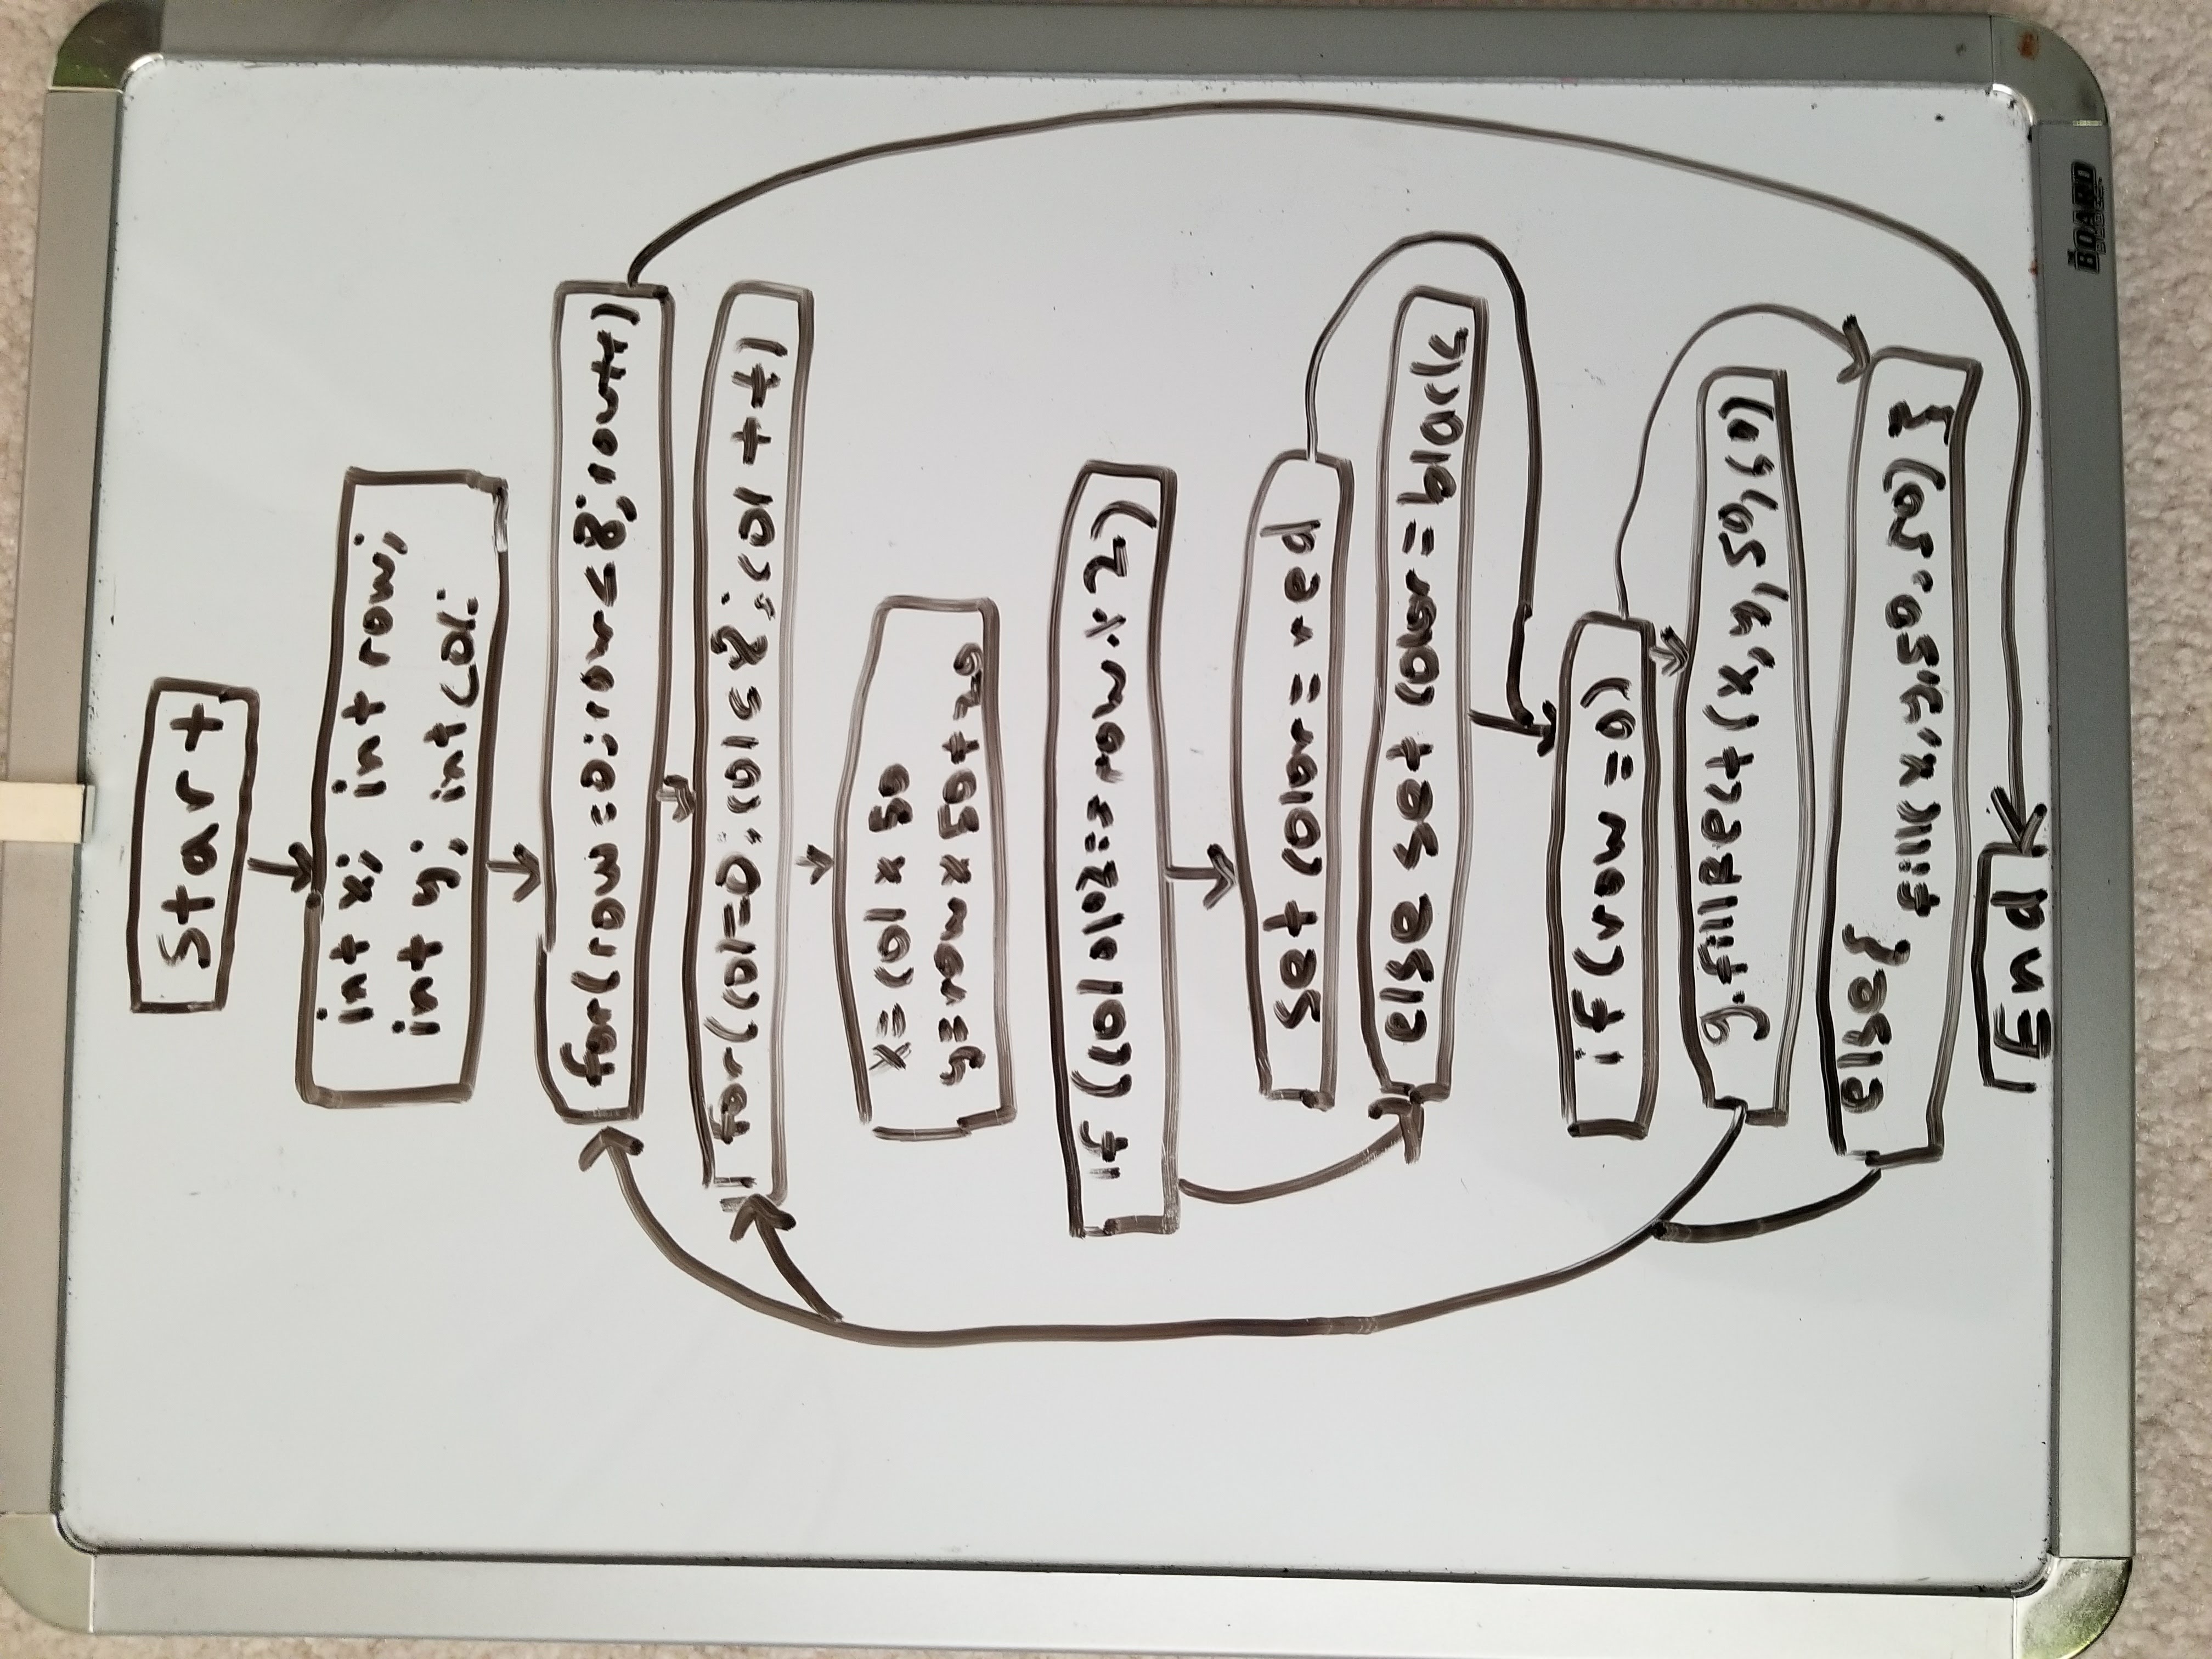 Start
int x; int row;
int y; int col:
for(row=0;row<8;row++)
for(col=0;col<8;col++)
x=col x 50
y=row x 50+20
if (col%2==row % 2)
set color=red
else set color=black
if (row=0)
g.fillRect(x,y,50,60)
else{
fill(x,y,50,50)}
End
THE
BOARD
DUDES